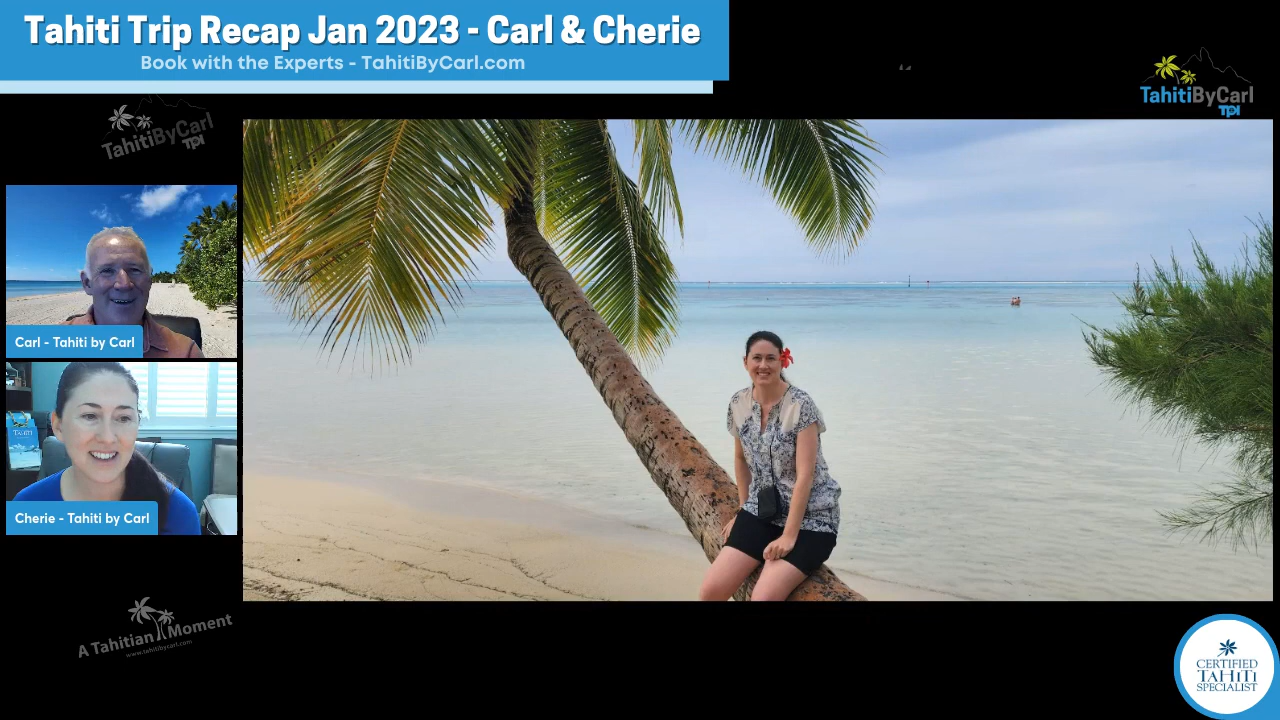 Tahiti Trip Recap Jan 2023 - Carl & Cherie
Book with the Experts - TahitiByCarl.com
TahitiByCarl
TPI
TahitiByCarl
TPI
Carl - Tahiti by Carl
TAHITI
Cherie - Tahiti by Carl
A Tahitian Moment
www.tahitibycarl.com
CERTIFIED
TAHITI
SPECIALIST